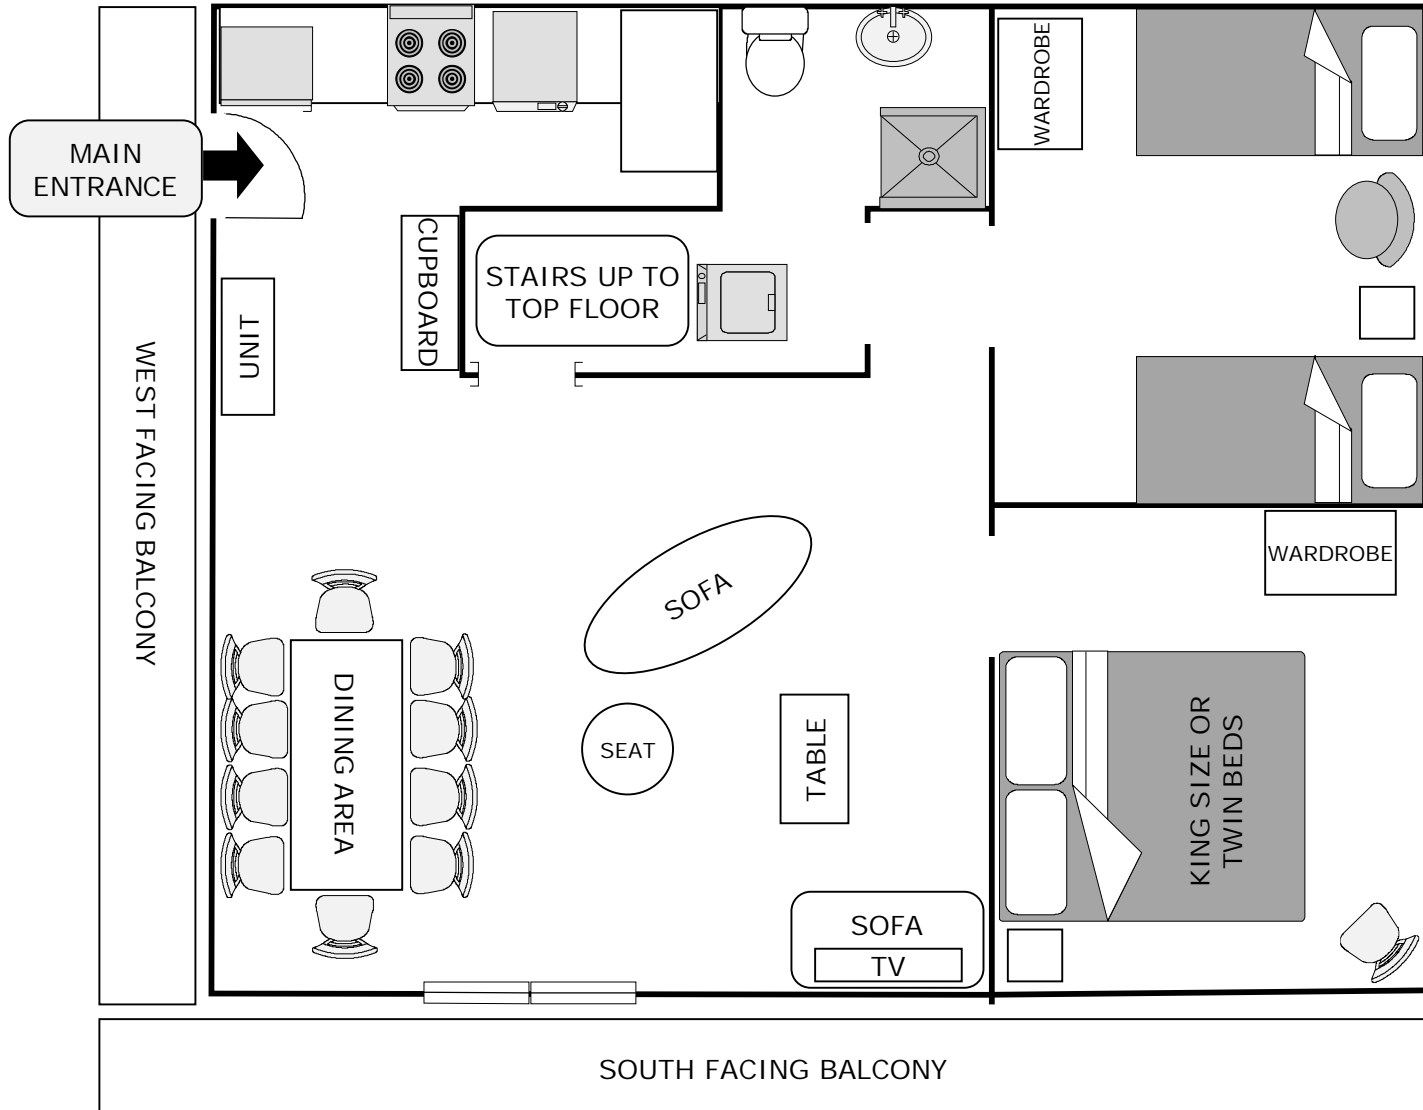 WARDROBE
MAIN
ENTRANCE
CUPBOARD
STAIRS UP TO
TOP FLOOR
UNIT
WEST FACING BALCONY
WARDROBE
SOFA
DINING AREA
SEAT
TABLE
KING SIZE OR
TWIN BEDS
SOFA
TV
SOUTH FACING BALCONY